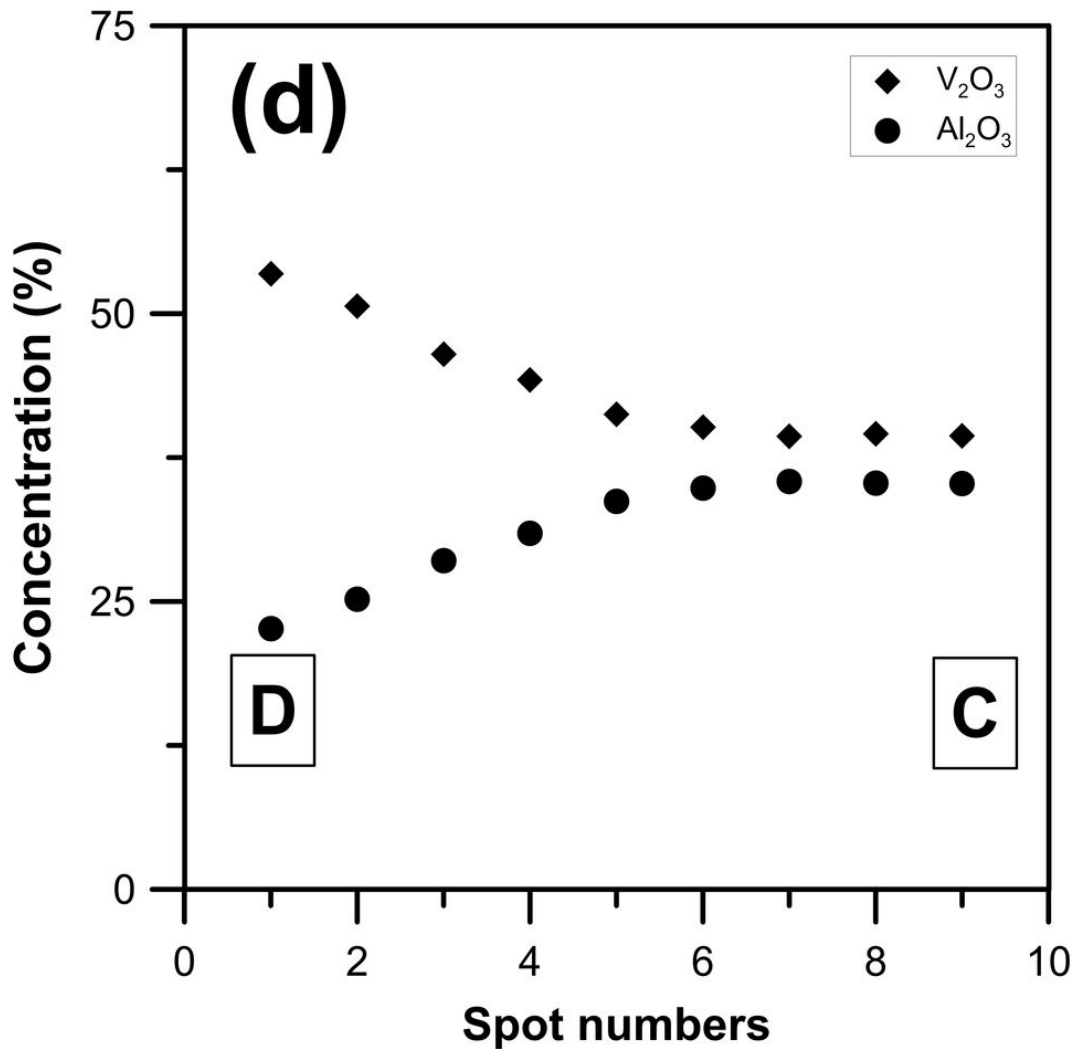 75
(d)
V₂O₃
Al₂O₃
50
Concentration (%)
25
D
C
0
0 2 4 6 8 10
Spot numbers